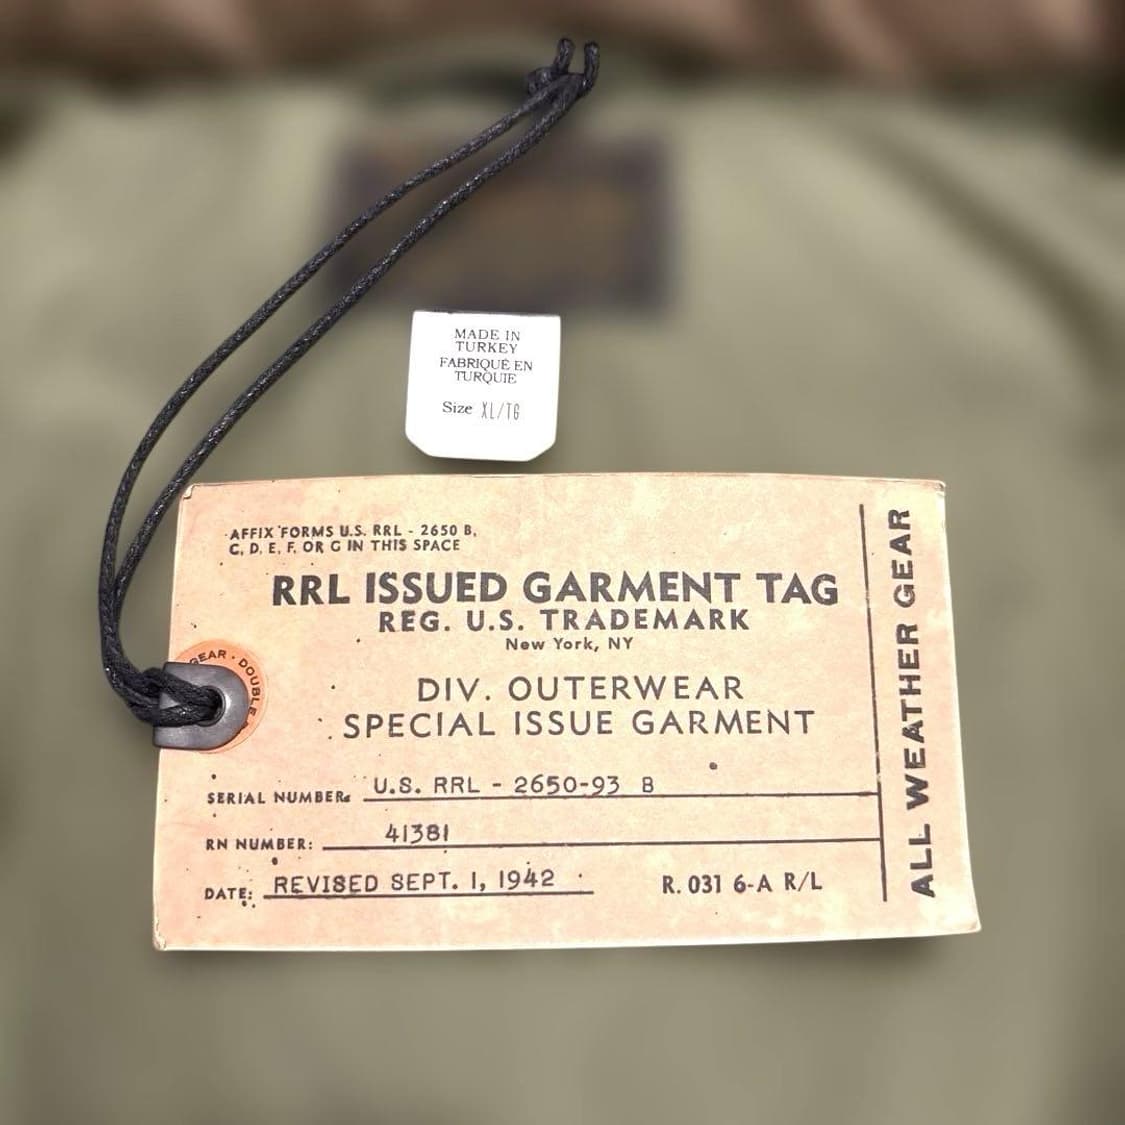 MADE IN
TURKEY
FABRIQUÉ EN
TURQUIE
Size XL/TG
AFFIX FORMS U.S. RRL - 2650 B,
C, D, E, F, OR G IN THIS SPACE
RRL ISSUED GARMENT TAG
REG. U.S. TRADEMARK
New York, NY
DIV. OUTERWEAR
SPECIAL ISSUE GARMENT
GEAR · DOUBLE
SERIAL NUMBER: U.S. RRL - 2650-93 B
RN NUMBER: 41381
DATE: REVISED SEPT. 1, 1942
R. 031 6-A R/L
ALL WEATHER GEAR